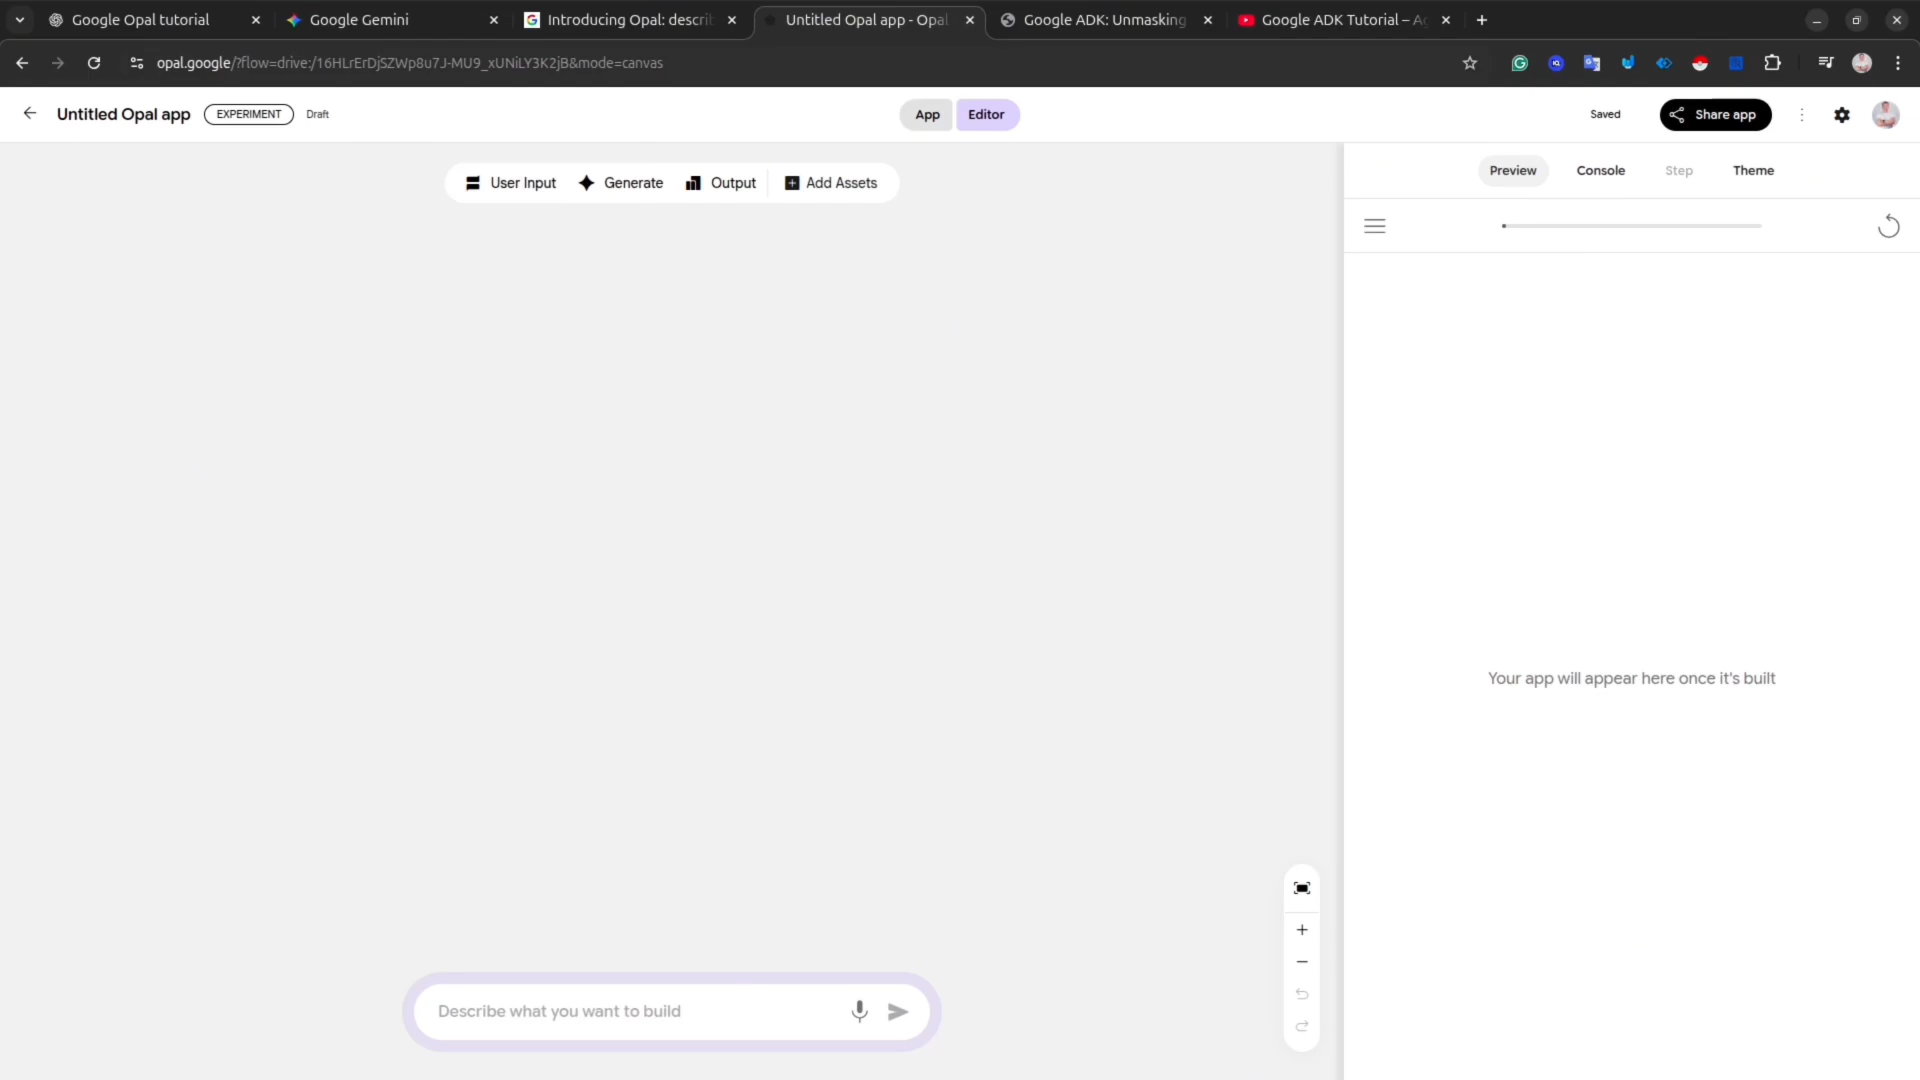 Google Opal tutorial
Google Gemini
Introducing Opal: descri
Untitled Opal app - Opal
Google ADK: Unmasking
Google ADK Tutorial – Ag
opal.google/?flow=drive:/16HLrErDjSZWp8u7J-MU9_xUNiLY3K2jB&mode=canvas
Untitled Opal app
EXPERIMENT
Draft
App
Editor
Saved
Share app
User Input
Generate
Output
Add Assets
Preview
Console
Step
Theme
Your app will appear here once it's built
Describe what you want to build